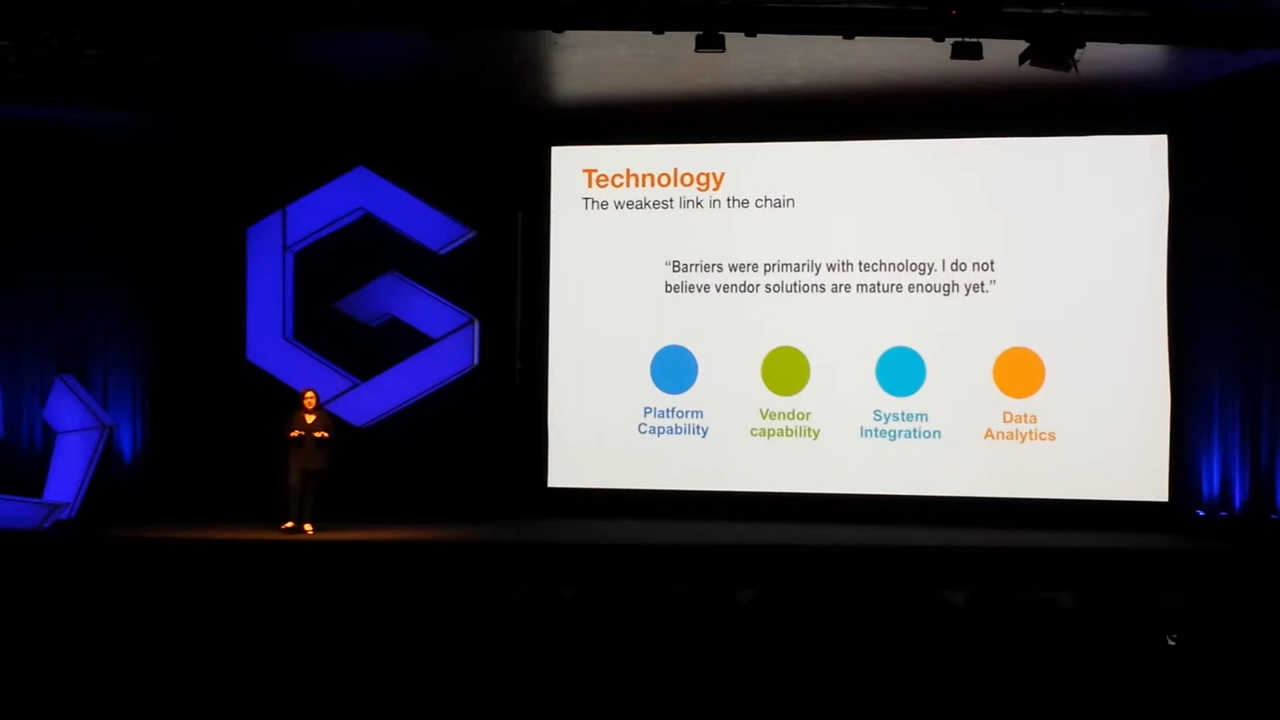 Technology
The weakest link in the chain
“Barriers were primarily with technology. I do not
believe vendor solutions are mature enough yet.”
Platform
Capability
Vendor
capability
System
Integration
Data
Analytics